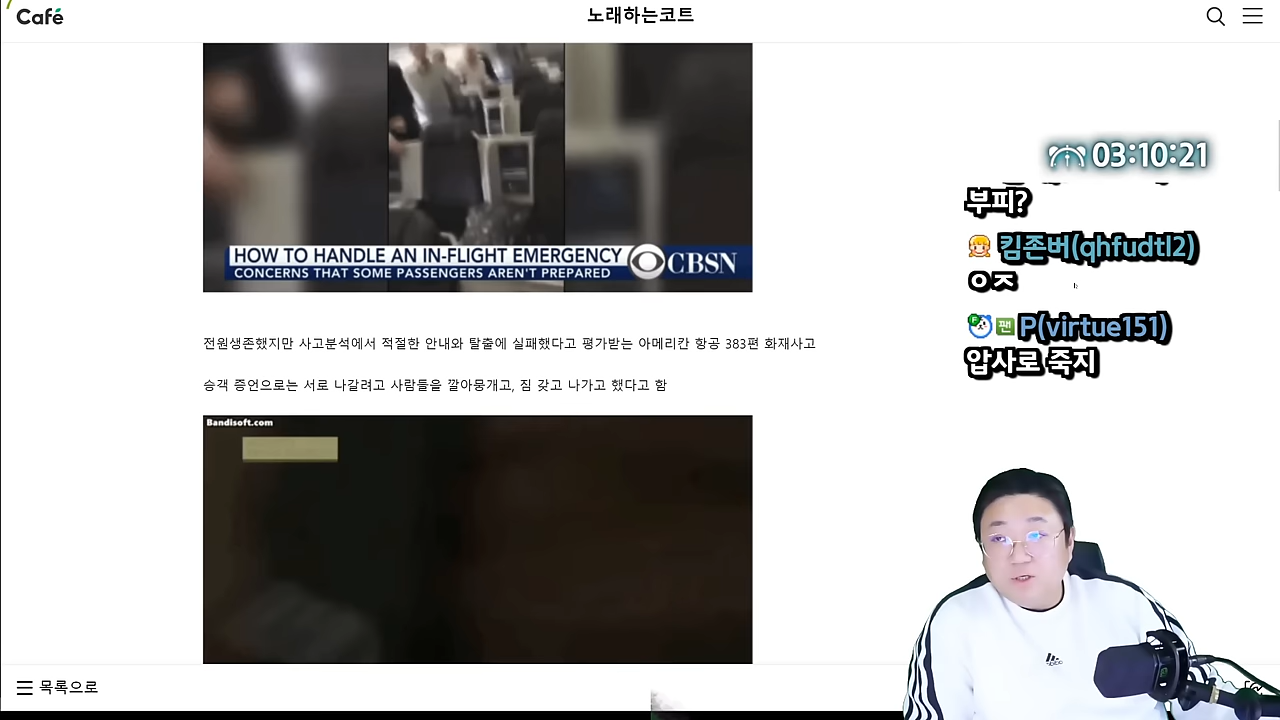 Café
노래하는코트
HOW TO HANDLE AN IN-FLIGHT EMERGENCY
CONCERNS THAT SOME PASSENGERS AREN'T PREPARED
CBSN
03:10:21
부피?
킴존버(qhfudtl2)
ㅇㅈ
팬 P(virtue151)
압사로 죽지
전원생존했지만 사고분석에서 적절한 안내와 탈출에 실패했다고 평가받는 아메리칸 항공 383편 화재사고
승객 증언으로는 서로 나갈려고 사람들을 깔아뭉개고, 짐 갖고 나가고 했다고 함
Bandisoft.com
adidas
목록으로